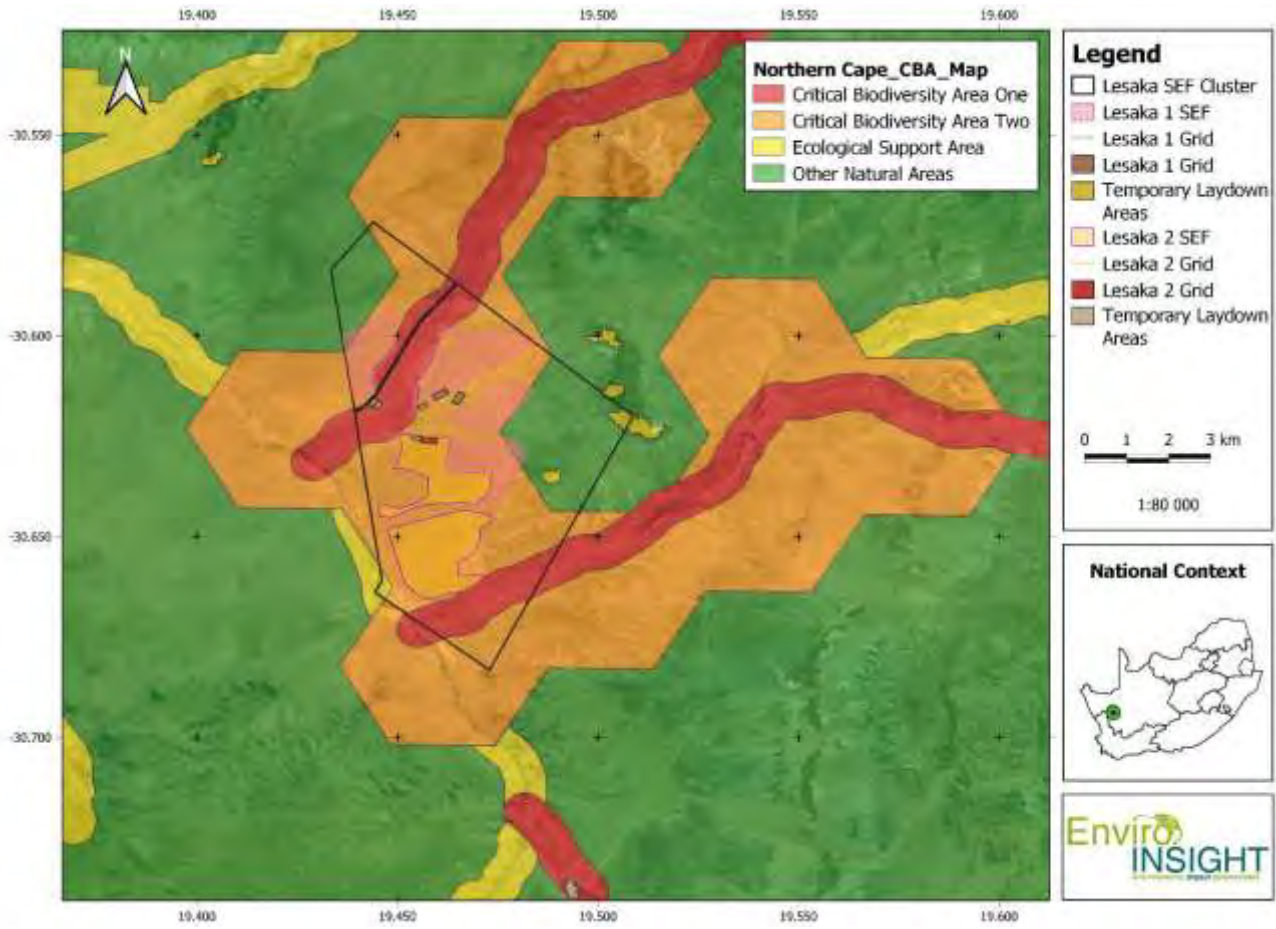 19.400 19.450 19.500 19.550 19.600
N
Northern Cape_CBA_Map
Critical Biodiversity Area One
Critical Biodiversity Area Two
Ecological Support Area
Other Natural Areas
-30.550
-30.600
-30.650
-30.700
19.400 19.450 19.500 19.550 19.600
Legend
Lesaka SEF Cluster
Lesaka 1 SEF
Lesaka 1 Grid
Lesaka 1 Grid
Temporary Laydown
Areas
Lesaka 2 SEF
Lesaka 2 Grid
Lesaka 2 Grid
Temporary Laydown
Areas
0 1 2 3 km
1:80 000
National Context
Enviro
INSIGHT